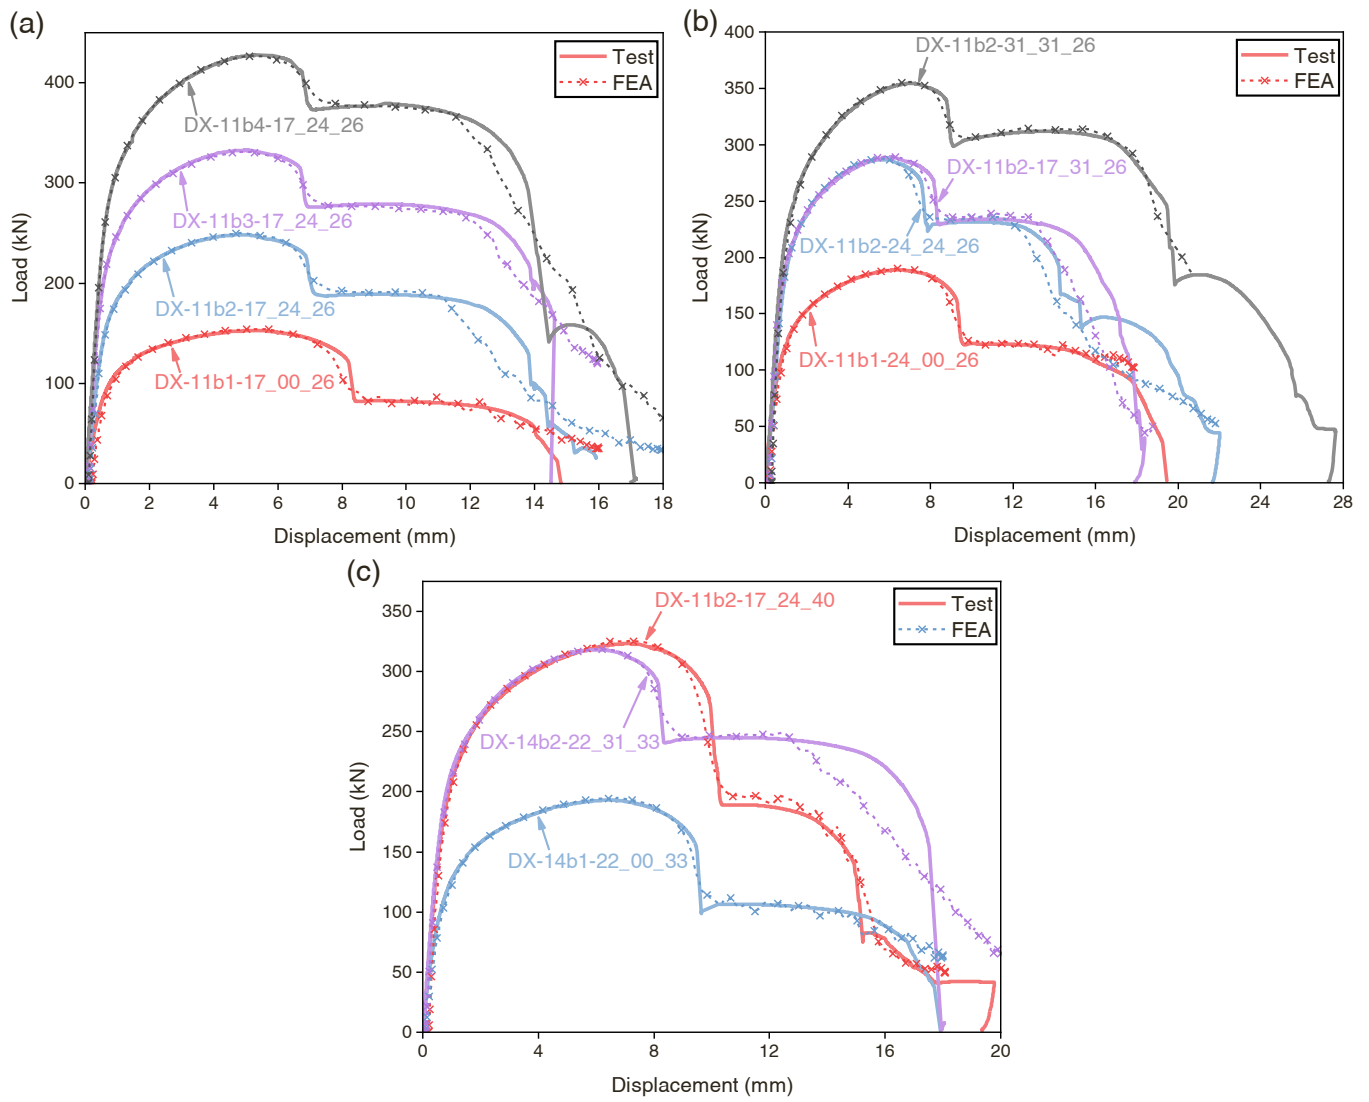 (a)
400
300
200
100
0
0 2 4 6 8 10 12 14 16 18
Load (kN)
Displacement (mm)
Test
FEA
DX-11b4-17_24_26
DX-11b3-17_24_26
DX-11b2-17_24_26
DX-11b1-17_00_26
(b)
400
350
300
250
200
150
100
50
0
0 4 8 12 16 20 24 28
Load (kN)
Displacement (mm)
Test
FEA
DX-11b2-31_31_26
DX-11b2-17_31_26
DX-11b2-24_24_26
DX-11b1-24_00_26
(c)
350
300
250
200
150
100
50
0
0 4 8 12 16 20
Load (kN)
Displacement (mm)
Test
FEA
DX-11b2-17_24_40
DX-14b2-22_31_33
DX-14b1-22_00_33